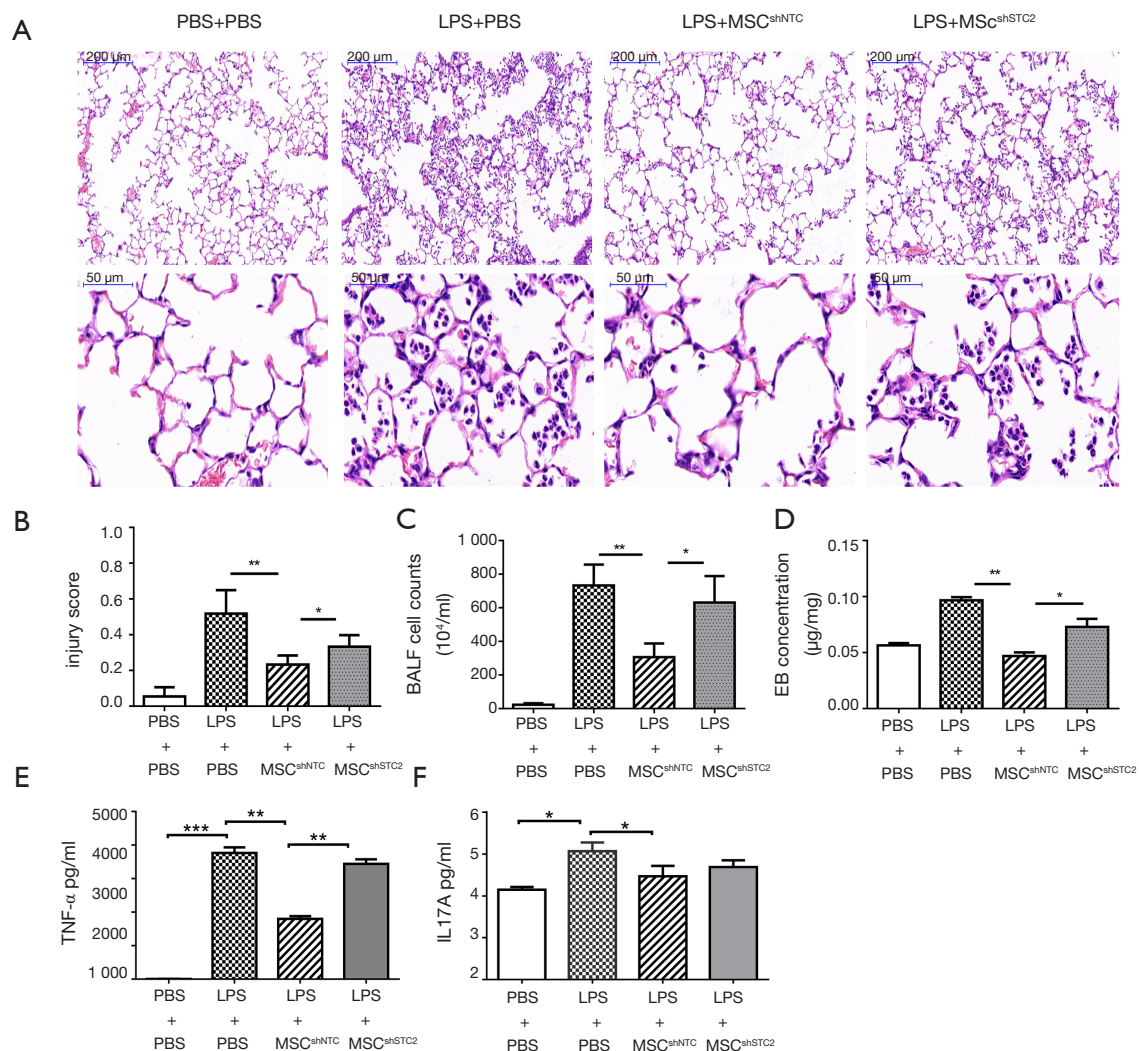 A
PBS+PBS LPS+PBS LPS+MSC^shNTC LPS+MSc^shSTC2
200 μm 200 μm 200 μm 200 μm
50 μm 50 μm 50 μm 50 μm
B
injury score
1.0
0.8
0.6
0.4
0.2
0.0
**
*
PBS LPS LPS LPS
+ + + +
PBS PBS MSC^shNTC MSC^shSTC2
C
BALF cell counts
(10^4/ml)
1 000
800
600
400
200
0
**
*
PBS LPS LPS LPS
+ + + +
PBS PBS MSC^shNTC MSC^shSTC2
D
EB concentration
(μg/mg)
0.15
0.10
0.05
0.00
**
*
PBS LPS LPS LPS
+ + + +
PBS PBS MSC^shNTC MSC^shSTC2
E
TNF-α pg/ml
5000
4000
3000
2000
1 000
***
**
**
PBS LPS LPS LPS
+ + + +
PBS PBS MSC^shNTC MSC^shSTC2
F
IL17A pg/ml
6
5
4
3
2
*
*
PBS LPS LPS LPS
+ + + +
PBS PBS MSC^shNTC MSC^shSTC2